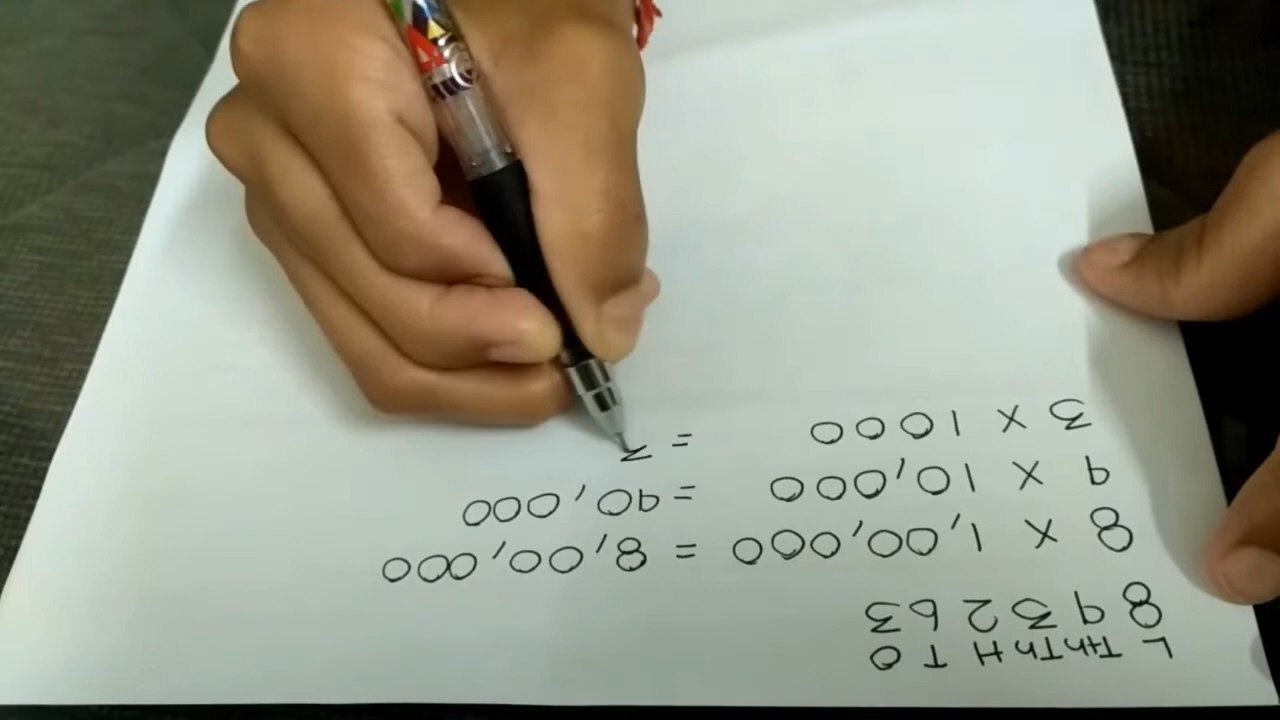 L TTh Th H T O
8 9 3 2 6 3
8 X 1,00,000 = 8,00,000
9 X 10,000 = 90,000
3 X 1000 =